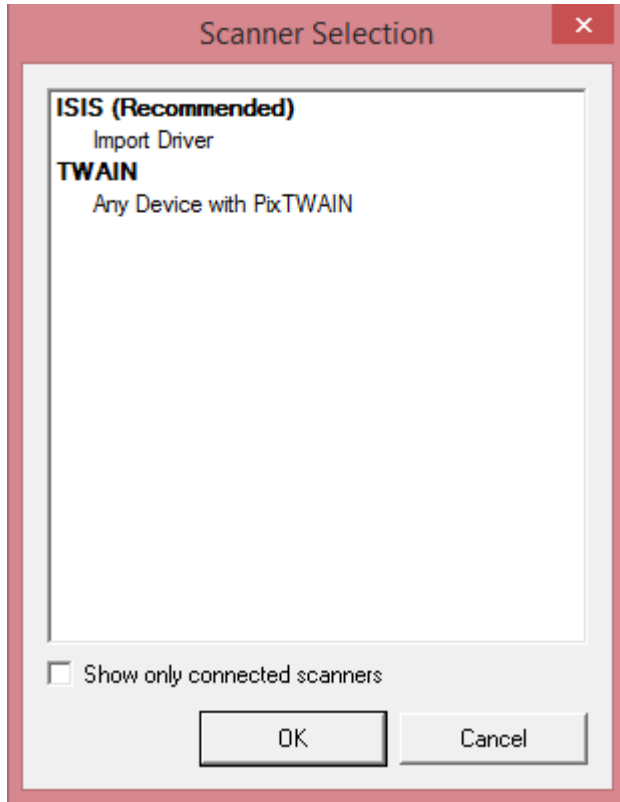 Scanner Selection
ISIS (Recommended)
Import Driver
TWAIN
Any Device with PixTWAIN
Show only connected scanners
OK
Cancel